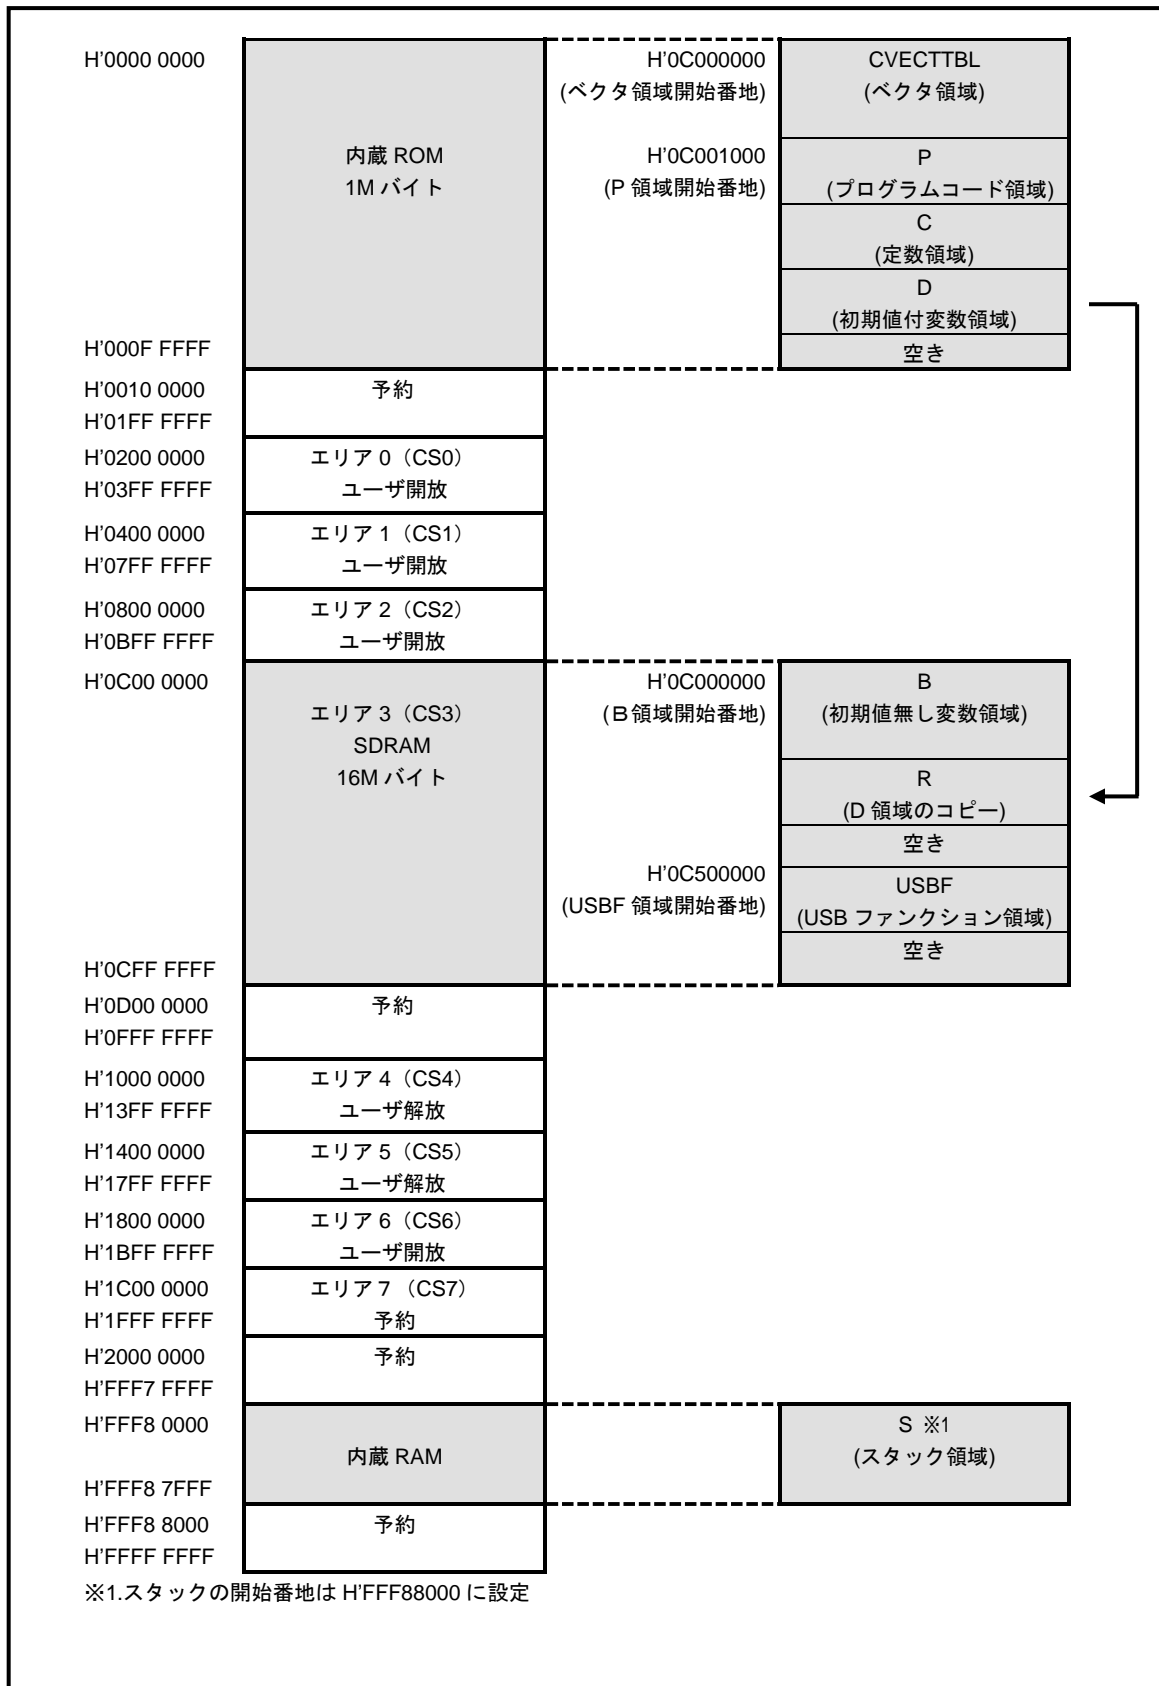 H'0000 0000
H'0C000000
CVECTTBL
(ベクタ領域開始番地)
(ベクタ領域)
内蔵 ROM
1M バイト
H'0C001000
(P 領域開始番地)
P
(プログラムコード領域)
C
(定数領域)
D
(初期値付変数領域)
空き
H'000F FFFF
H'0010 0000
予約
H'01FF FFFF
H'0200 0000
エリア 0（CS0）
H'03FF FFFF
ユーザ開放
H'0400 0000
エリア 1（CS1）
H'07FF FFFF
ユーザ開放
H'0800 0000
エリア 2（CS2）
H'0BFF FFFF
ユーザ開放
H'0C00 0000
エリア 3（CS3）
SDRAM
16M バイト
H'0C000000
(Ｂ領域開始番地)
B
(初期値無し変数領域)
R
(D 領域のコピー)
空き
H'0C500000
(USBF 領域開始番地)
USBF
(USB ファンクション領域)
空き
H'0CFF FFFF
H'0D00 0000
予約
H'0FFF FFFF
H'1000 0000
エリア 4（CS4）
H'13FF FFFF
ユーザ解放
H'1400 0000
エリア 5（CS5）
H'17FF FFFF
ユーザ解放
H'1800 0000
エリア 6（CS6）
H'1BFF FFFF
ユーザ開放
H'1C00 0000
エリア 7 （CS7）
H'1FFF FFFF
予約
H'2000 0000
予約
H'FFF7 FFFF
H'FFF8 0000
内蔵 RAM
S ※1
(スタック領域)
H'FFF8 7FFF
H'FFF8 8000
予約
H'FFFF FFFF
※1.スタックの開始番地は H'FFF88000 に設定